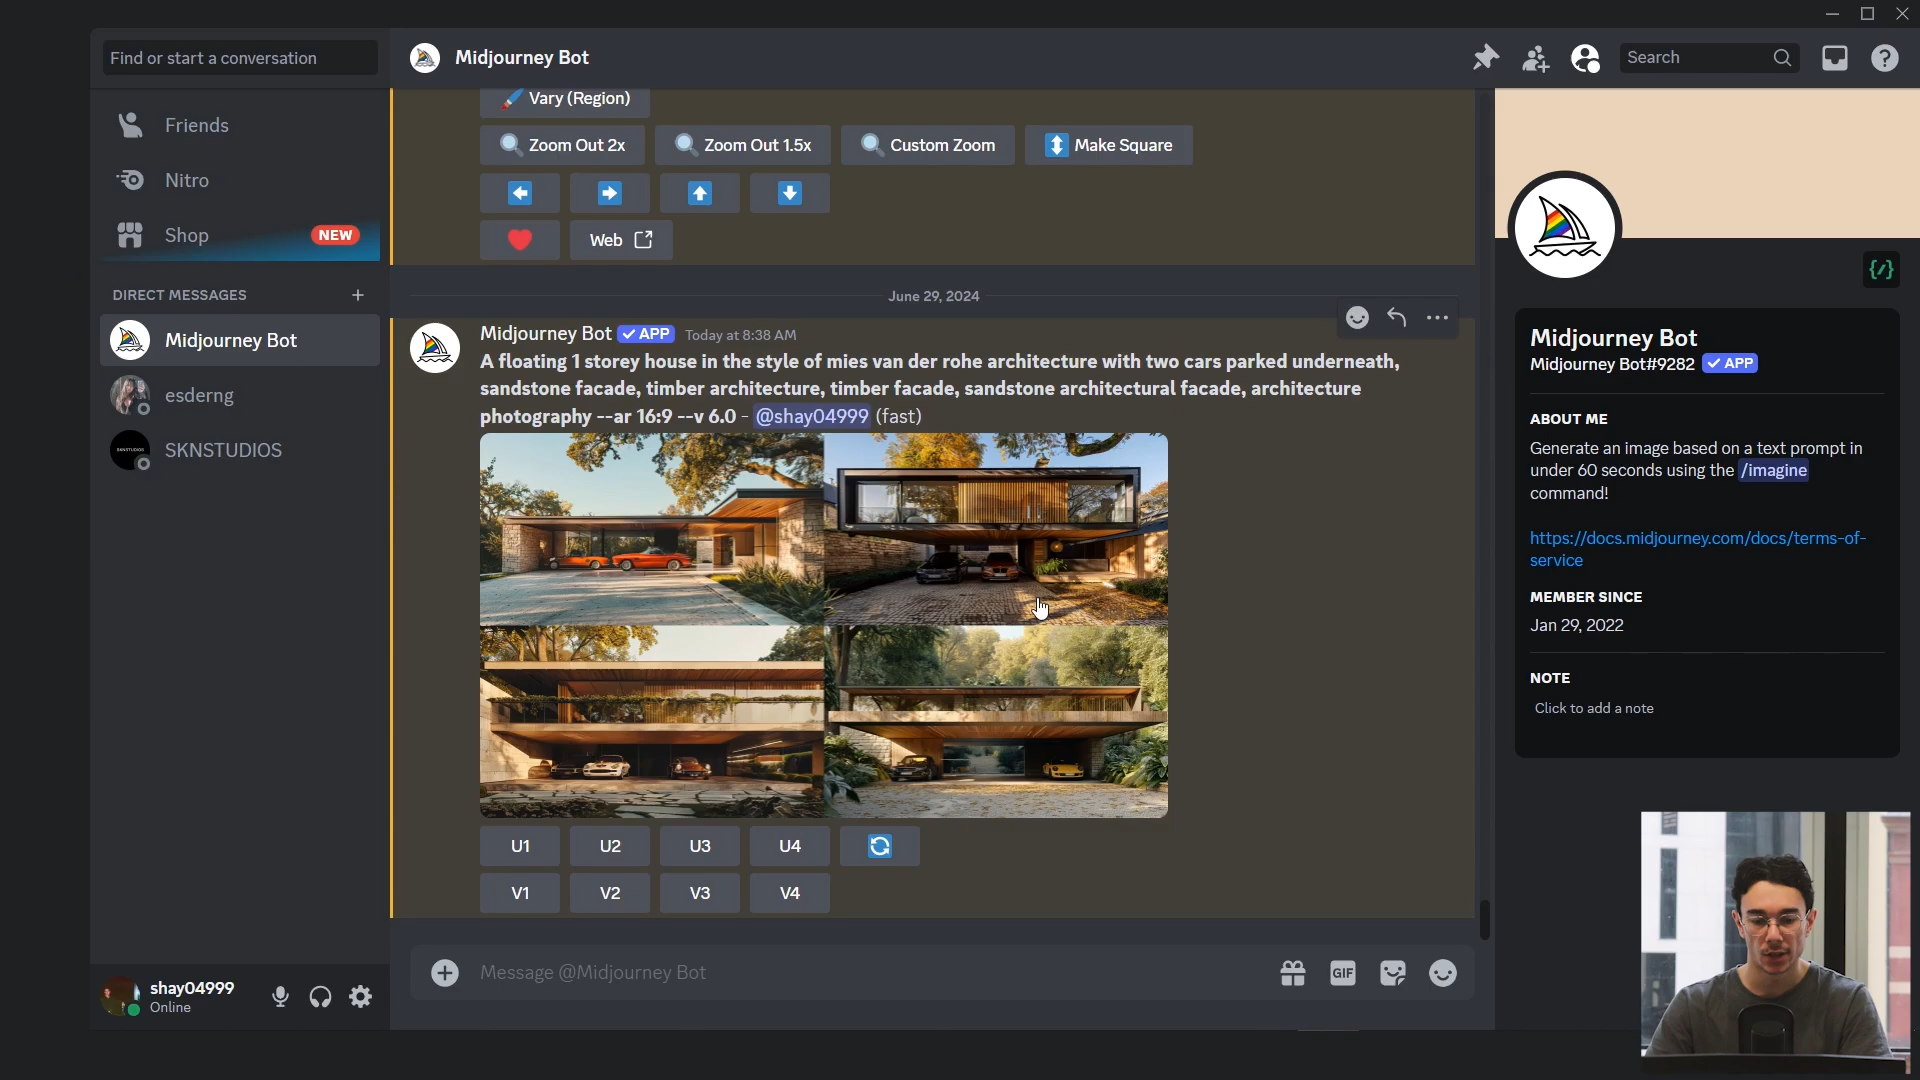 Find or start a conversation
Midjourney Bot
Search
Friends
Nitro
Shop
NEW
DIRECT MESSAGES
Midjourney Bot
esderng
SKNSTUDIOS
Vary (Region)
Zoom Out 2x
Zoom Out 1.5x
Custom Zoom
Make Square
Web
June 29, 2024
Midjourney Bot APP Today at 8:38 AM
A floating 1 storey house in the style of mies van der rohe architecture with two cars parked underneath,
sandstone facade, timber architecture, timber facade, sandstone architectural facade, architecture
photography --ar 16:9 --v 6.0 - @shay04999 (fast)
U1
U2
U3
U4
V1
V2
V3
V4
Message @Midjourney Bot
GIF
shay04999
Online
Midjourney Bot
Midjourney Bot#9282 APP
ABOUT ME
Generate an image based on a text prompt in
under 60 seconds using the /imagine
command!
https://docs.midjourney.com/docs/terms-of-
service
MEMBER SINCE
Jan 29, 2022
NOTE
Click to add a note